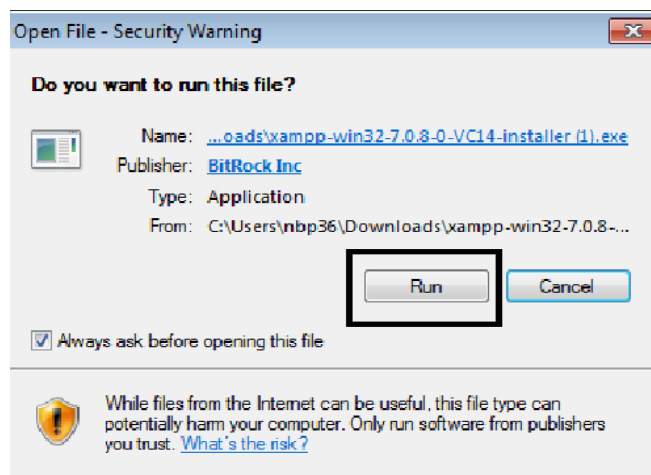 Open File - Security Warning
Do you want to run this file?
Name: ...oads\xampp-win32-7.0.8-0-VC14-installer (1).exe
Publisher: BitRock Inc
Type: Application
From: C:\Users\nbp36\Downloads\xampp-win32-7.0.8-...
Run Cancel
Always ask before opening this file
While files from the Internet can be useful, this file type can
potentially harm your computer. Only run software from publishers
you trust. What's the risk?